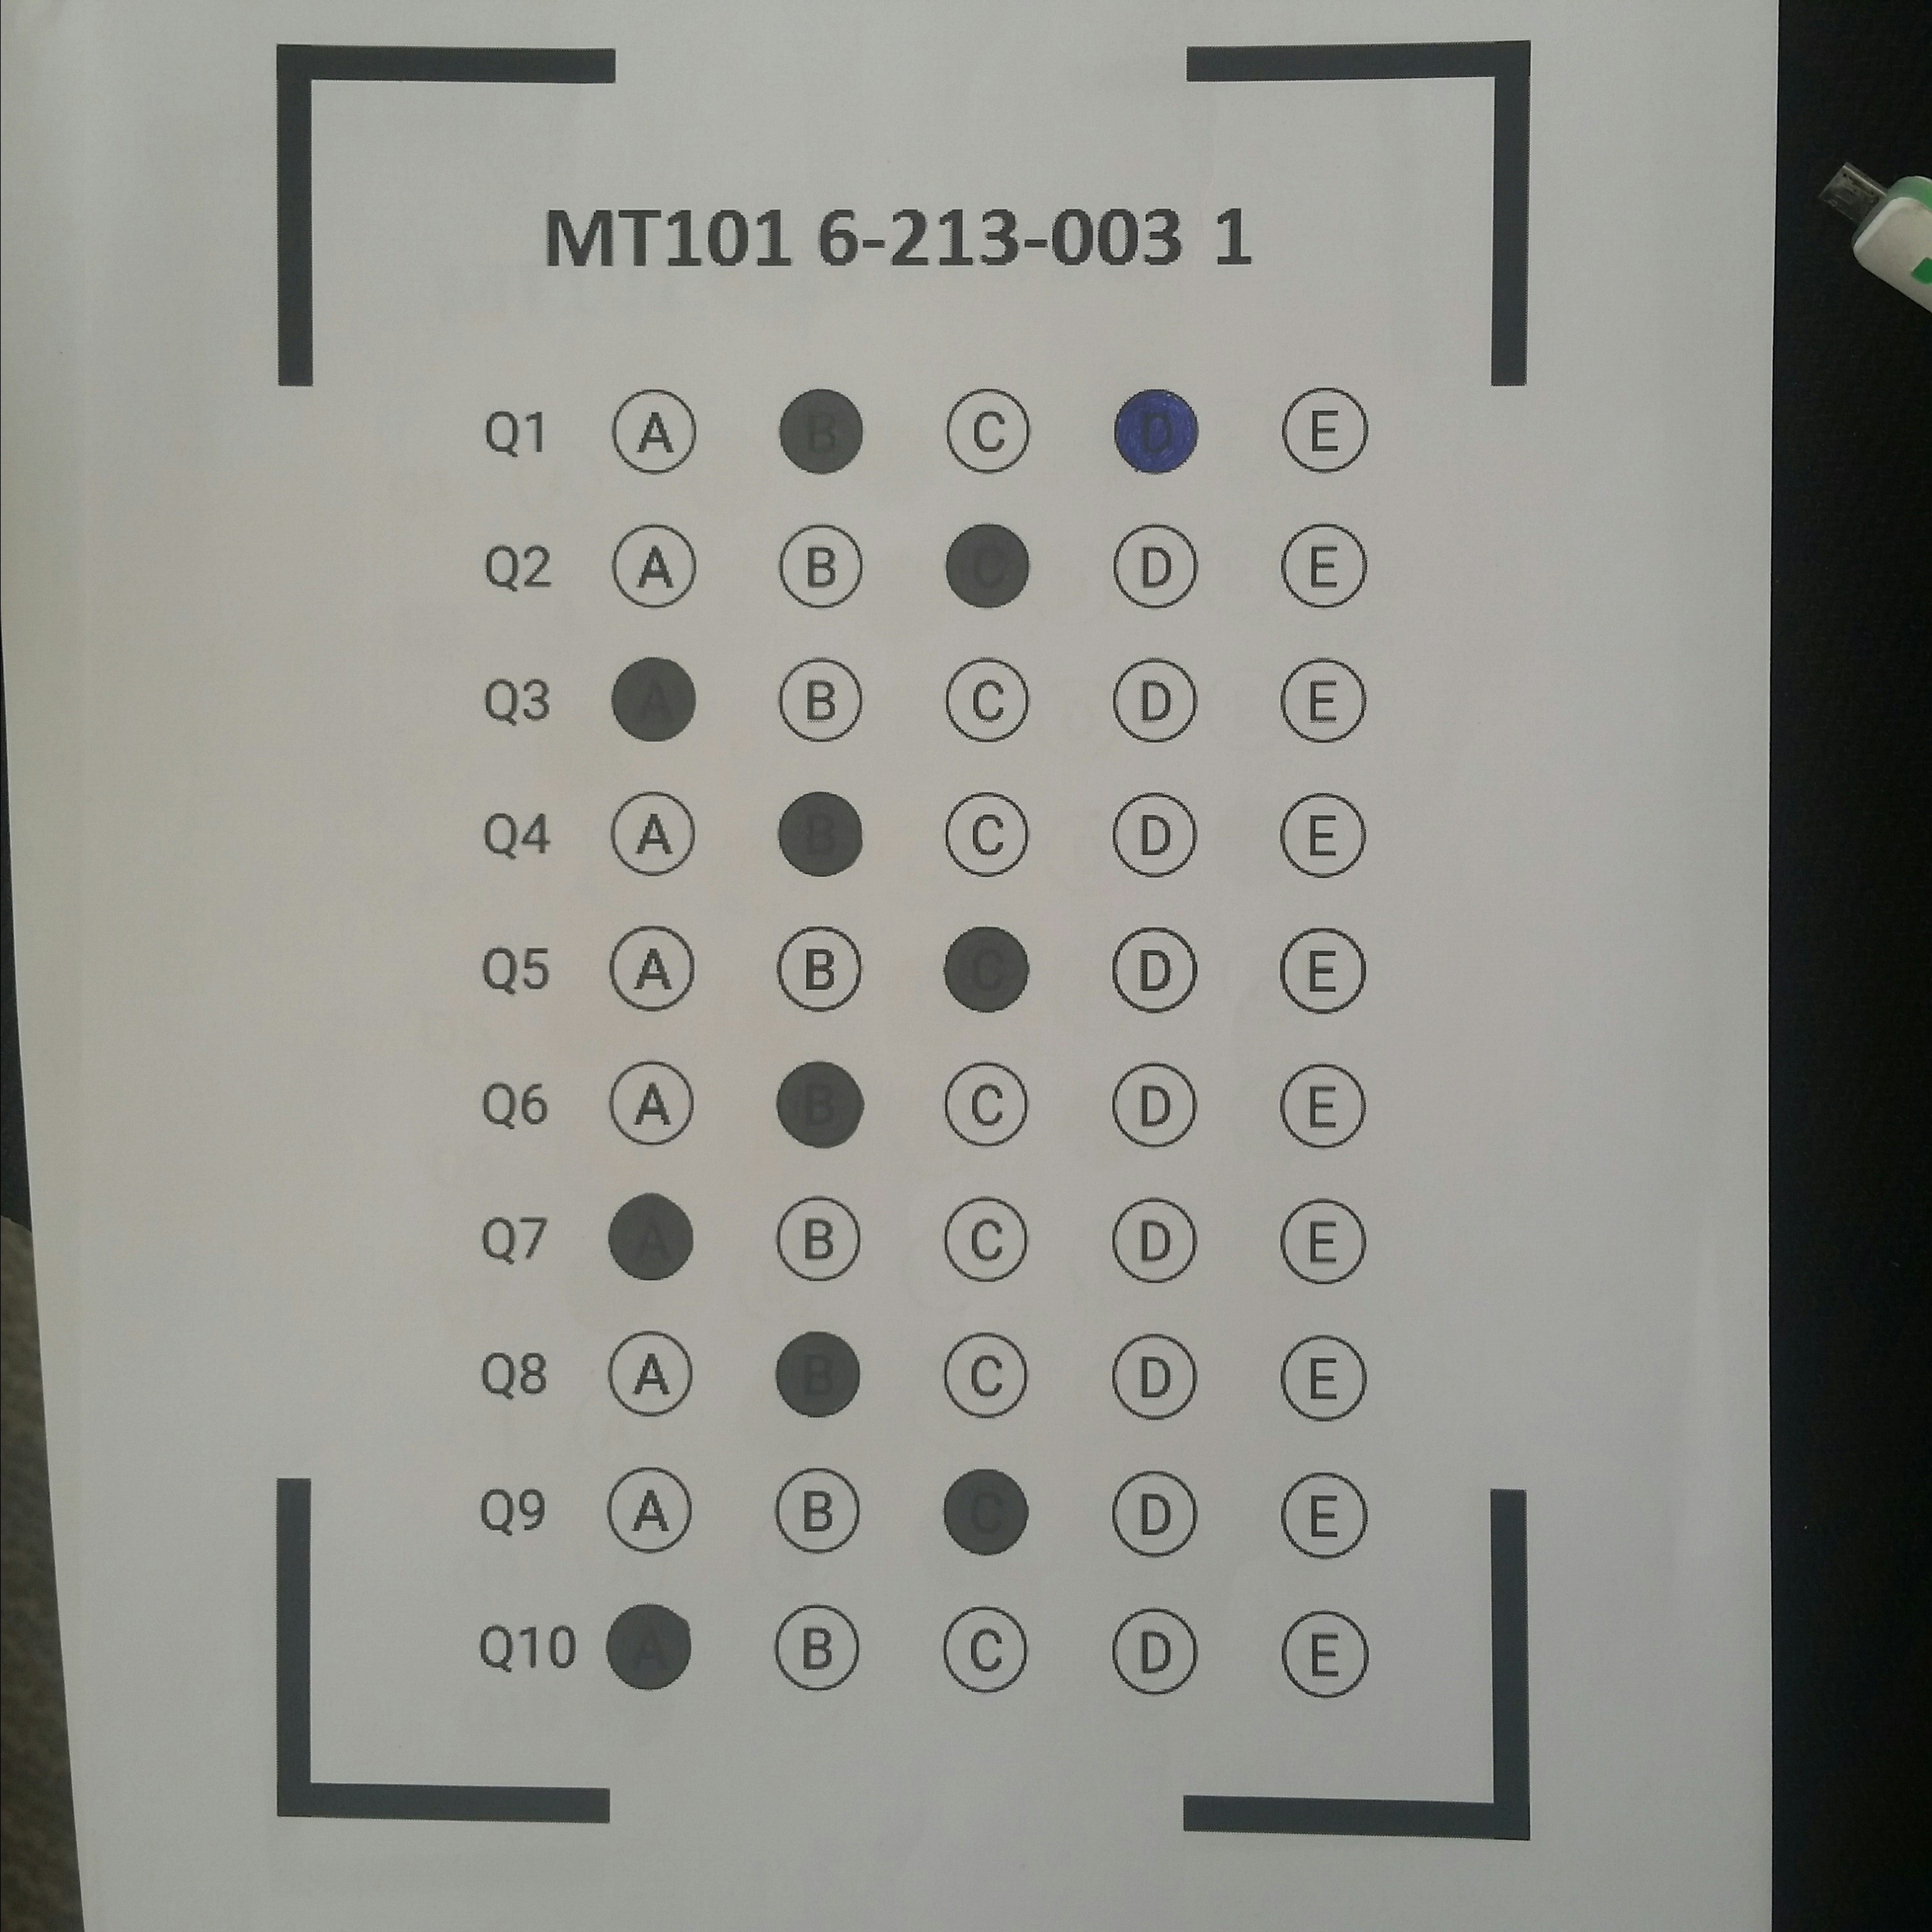 MT101 6-213-003 1
Q1 A B C D E
Q2 A B C D E
Q3 A B C D E
Q4 A B C D E
Q5 A B C D E
Q6 A B C D E
Q7 A B C D E
Q8 A B C D E
Q9 A B C D E
Q10 A B C D E